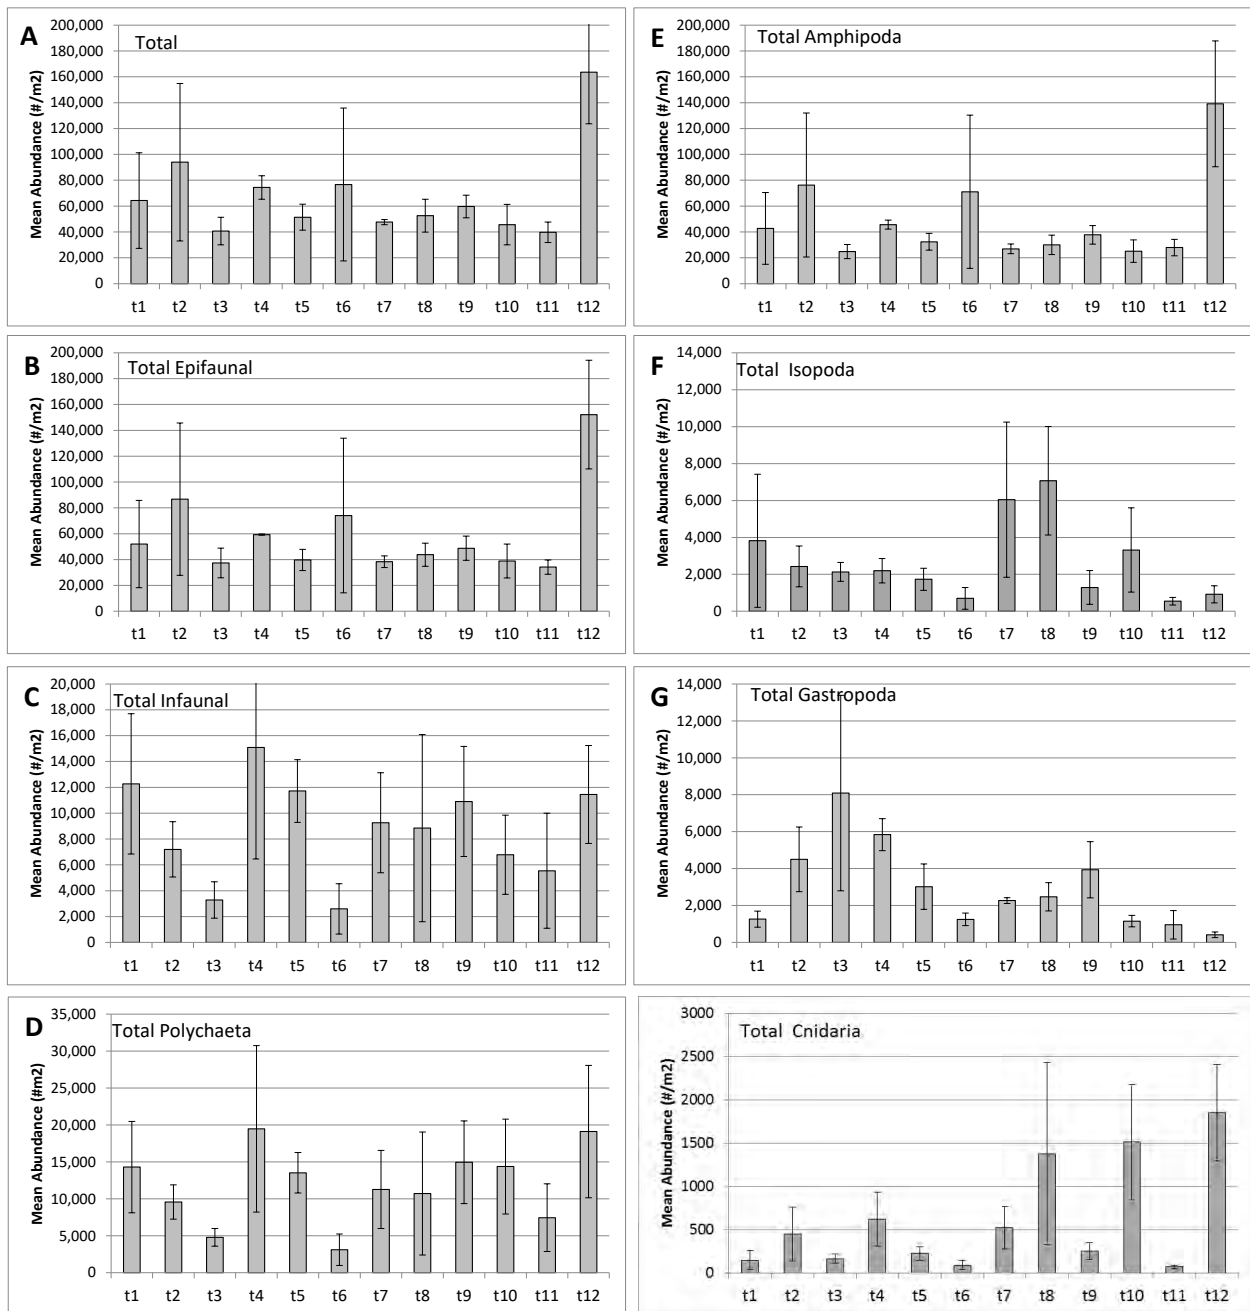 A
Total
Mean Abundance (#/m2)
200,000
180,000
160,000
140,000
120,000
100,000
80,000
60,000
40,000
20,000
0
t1 t2 t3 t4 t5 t6 t7 t8 t9 t10 t11 t12
B
Total Epifaunal
Mean Abundance (#/m2)
200,000
180,000
160,000
140,000
120,000
100,000
80,000
60,000
40,000
20,000
0
t1 t2 t3 t4 t5 t6 t7 t8 t9 t10 t11 t12
C
Total Infaunal
Mean Abundance (#/m2)
20,000
18,000
16,000
14,000
12,000
10,000
8,000
6,000
4,000
2,000
0
t1 t2 t3 t4 t5 t6 t7 t8 t9 t10 t11 t12
D
Total Polychaeta
Mean Abundance (#m2)
35,000
30,000
25,000
20,000
15,000
10,000
5,000
0
t1 t2 t3 t4 t5 t6 t7 t8 t9 t10 t11 t12
E
Total Amphipoda
Mean Abundance (#/m2)
200,000
180,000
160,000
140,000
120,000
100,000
80,000
60,000
40,000
20,000
0
t1 t2 t3 t4 t5 t6 t7 t8 t9 t10 t11 t12
F
Total Isopoda
Mean Abundance (#/m2)
14,000
12,000
10,000
8,000
6,000
4,000
2,000
0
t1 t2 t3 t4 t5 t6 t7 t8 t9 t10 t11 t12
G
Total Gastropoda
Mean Abundance (#/m2)
14,000
12,000
10,000
8,000
6,000
4,000
2,000
0
t1 t2 t3 t4 t5 t6 t7 t8 t9 t10 t11 t12
Total Cnidaria
Mean Abundance (#/m2)
3000
2500
2000
1500
1000
500
0
t1 t2 t3 t4 t5 t6 t7 t8 t9 t10 t11 t12